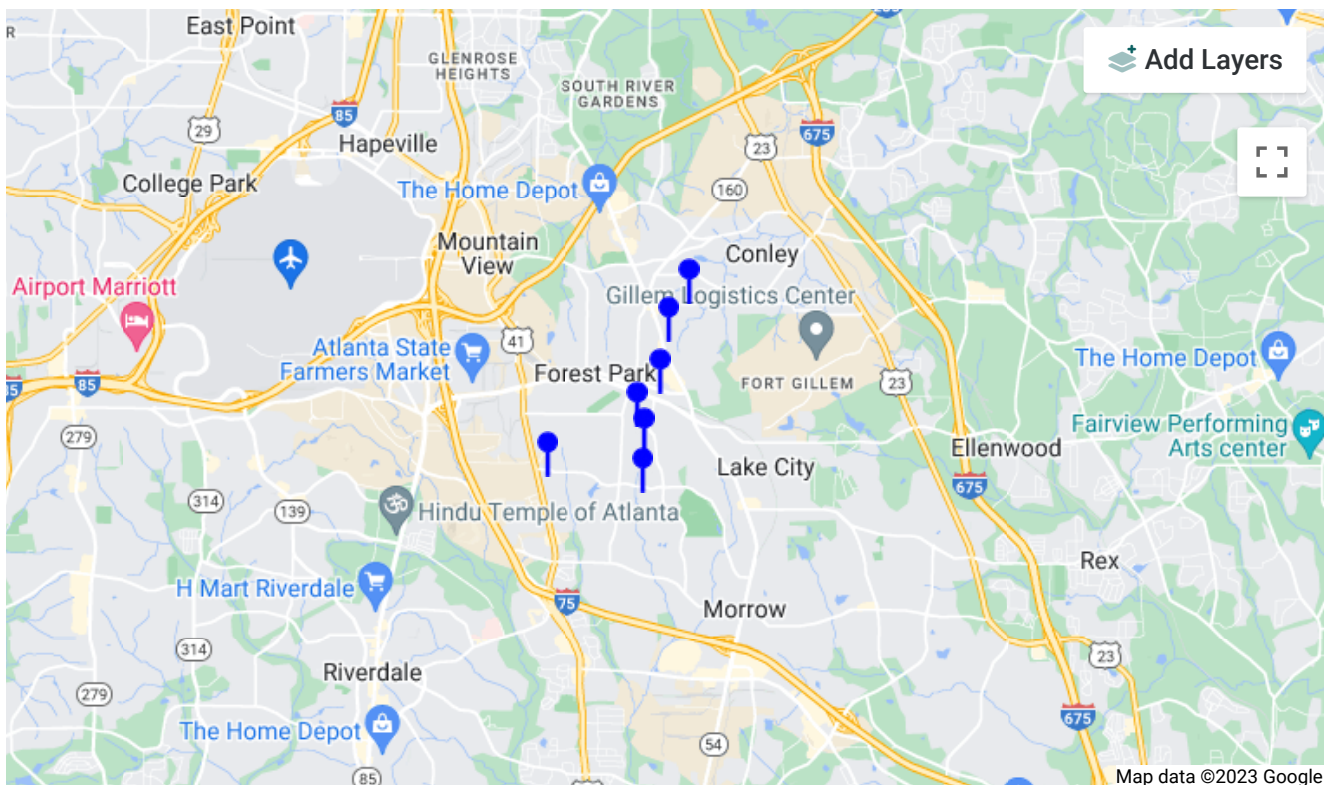 East Point
R
GLENROSE
HEIGHTS
Add Layers
SOUTH RIVER
GARDENS
85
29
Hapeville
675
23
College Park
The Home Depot
160
Mountain
View
Conley
Airport Marriott
Gillem Logistics Center
41
Atlanta State
Farmers Market
The Home Depot
Forest Park
FORT GILLEM
23
85
279
Fairview Performing
Arts center
Ellenwood
Lake City
675
314
139
Hindu Temple of Atlanta
Rex
H Mart Riverdale
75
Morrow
314
23
Riverdale
279
675
The Home Depot
54
85
Map data ©2023 Google